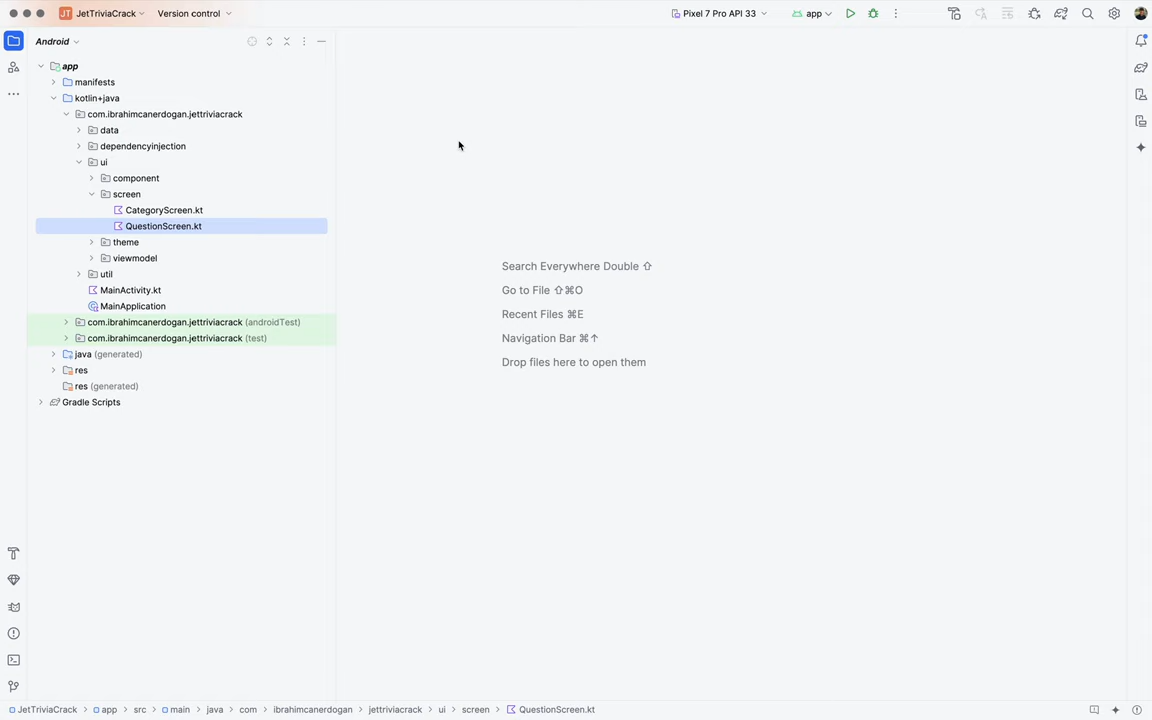 JT JetTriviaCrack Version control Pixel 7 Pro API 33 app
Android
app
manifests
kotlin+java
com.ibrahimcanerdogan.jettriviacrack
data
dependencyinjection
ui
component
screen
CategoryScreen.kt
QuestionScreen.kt
theme
viewmodel
util
MainActivity.kt
MainApplication
com.ibrahimcanerdogan.jettriviacrack (androidTest)
com.ibrahimcanerdogan.jettriviacrack (test)
java (generated)
res
res (generated)
Gradle Scripts
Search Everywhere Double ⇧
Go to File ⇧⌘O
Recent Files ⌘E
Navigation Bar ⌘↑
Drop files here to open them
JetTriviaCrack > app > src > main > java > com > ibrahimcanerdogan > jettriviacrack > ui > screen > QuestionScreen.kt